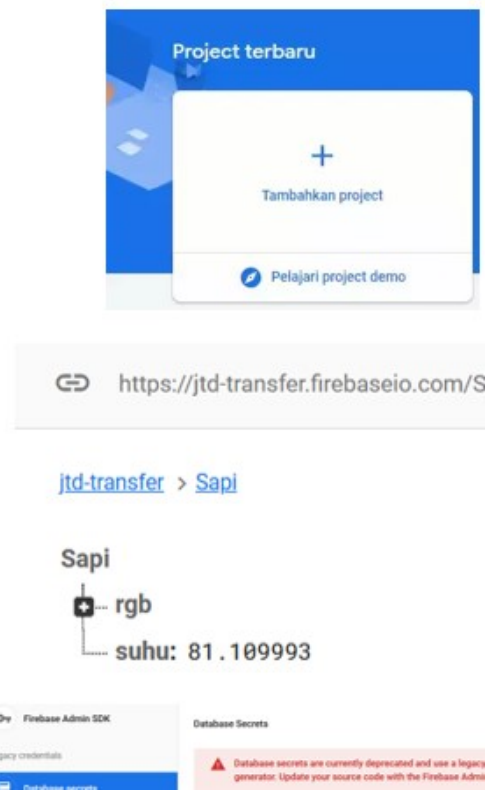 Project terbaru
+
Tambahkan project
Pelajari project demo
https://jtd-transfer.firebaseio.com/S
jtd-transfer > Sapi
Sapi
rgb
suhu: 81.109993
Firebase Admin SDK
Database Secrets
gacy credentials
Database secrets are currently deprecated and use a legacy
Database secrets
generator. Update your source code with the Firebase Admin